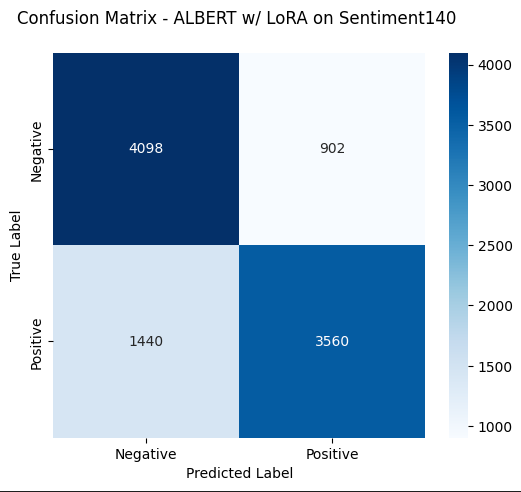 Confusion Matrix - ALBERT w/ LoRA on Sentiment140
True Label
Negative
Positive
4098
902
1440
3560
Negative
Positive
Predicted Label
4000
3500
3000
2500
2000
1500
1000